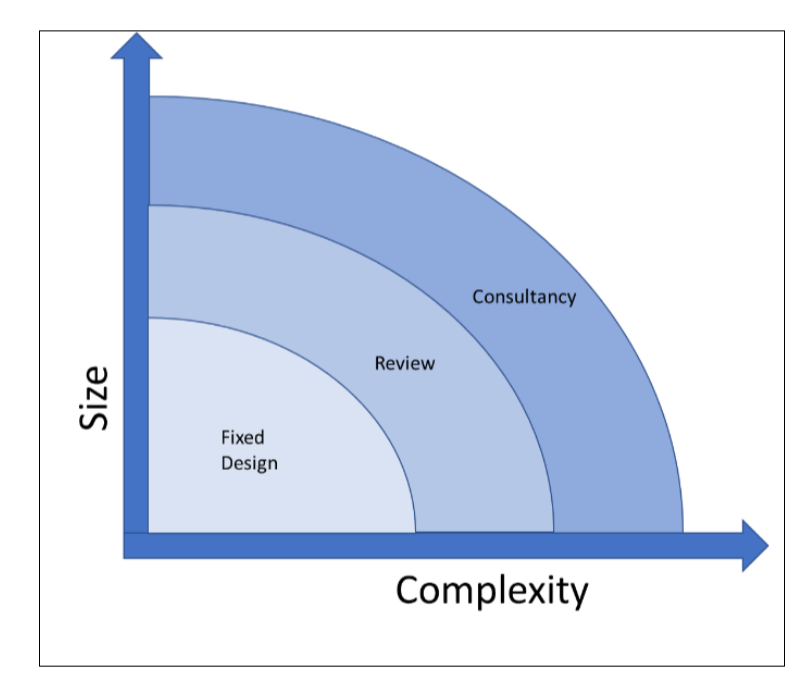 Consultancy
Review
Fixed
Design
Size
Complexity